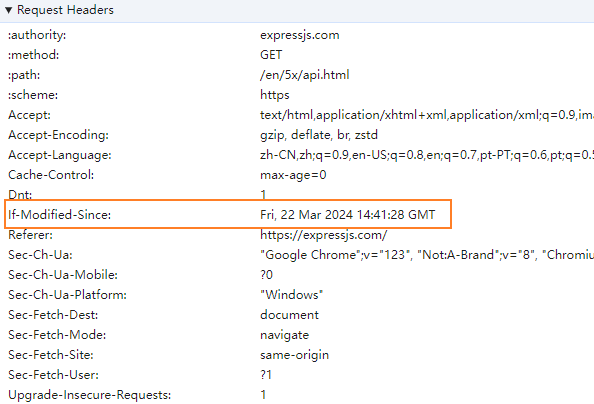 ▼ Request Headers
:authority: expressjs.com
:method: GET
:path: /en/5x/api.html
:scheme: https
Accept: text/html,application/xhtml+xml,application/xml;q=0.9,ima
Accept-Encoding: gzip, deflate, br, zstd
Accept-Language: zh-CN,zh;q=0.9,en-US;q=0.8,en;q=0.7,pt-PT;q=0.6,pt;q=0.5
Cache-Control: max-age=0
Dnt: 1
If-Modified-Since: Fri, 22 Mar 2024 14:41:28 GMT
Referer: https://expressjs.com/
Sec-Ch-Ua: "Google Chrome";v="123", "Not:A-Brand";v="8", "Chromiu
Sec-Ch-Ua-Mobile: ?0
Sec-Ch-Ua-Platform: "Windows"
Sec-Fetch-Dest: document
Sec-Fetch-Mode: navigate
Sec-Fetch-Site: same-origin
Sec-Fetch-User: ?1
Upgrade-Insecure-Requests: 1